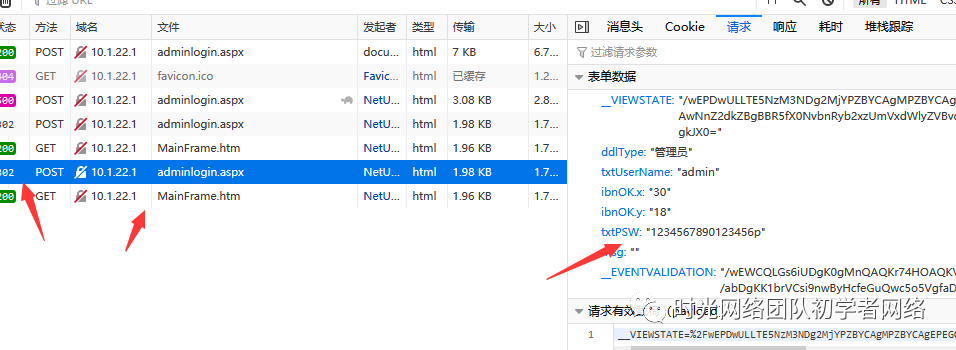 过滤 URL
所有 HTML CS
状态 方法 域名 文件 发起者 类型 传输 大小
200 POST 10.1.22.1 adminlogin.aspx docu... html 7 KB 6.7...
404 GET 10.1.22.1 favicon.ico Favic... html 已缓存 1.2...
500 POST 10.1.22.1 adminlogin.aspx NetU... html 3.08 KB 2.8...
302 POST 10.1.22.1 adminlogin.aspx NetU... html 1.98 KB 1.7...
200 GET 10.1.22.1 MainFrame.htm NetU... html 1.96 KB 1.7...
302 POST 10.1.22.1 adminlogin.aspx NetU... html 1.98 KB 1.7...
200 GET 10.1.22.1 MainFrame.htm NetU... html 1.96 KB 1.7...
消息头 Cookie 请求 响应 耗时 堆栈跟踪
过滤请求参数
表单数据
__VIEWSTATE: "/wEPDwULLTE5NzM3NDg2MjYPZBYCAgMPZBYCAg
AwNnZ2dkZBgBBR5fX0NvbnRyb2xzUmVxdWlyZVBvc
gkJX0="
ddlType: "管理员"
txtUserName: "admin"
ibnOK.x: "30"
ibnOK.y: "18"
txtPSW: "1234567890123456p"
sg: ""
__EVENTVALIDATION: "/wEWCQLGs6iUDgK0gMnQAQKr74HOAQKV
/abDgKK1brVCsi9nwByHcfeGuQwc5o5VgfaD
请求有效 (payload)
时光网络团队初学者网络
1 __VIEWSTATE=%2FwEPDwULLTE5NzM3NDg2MjYPZBYCAgMPZBYCAgEPEG